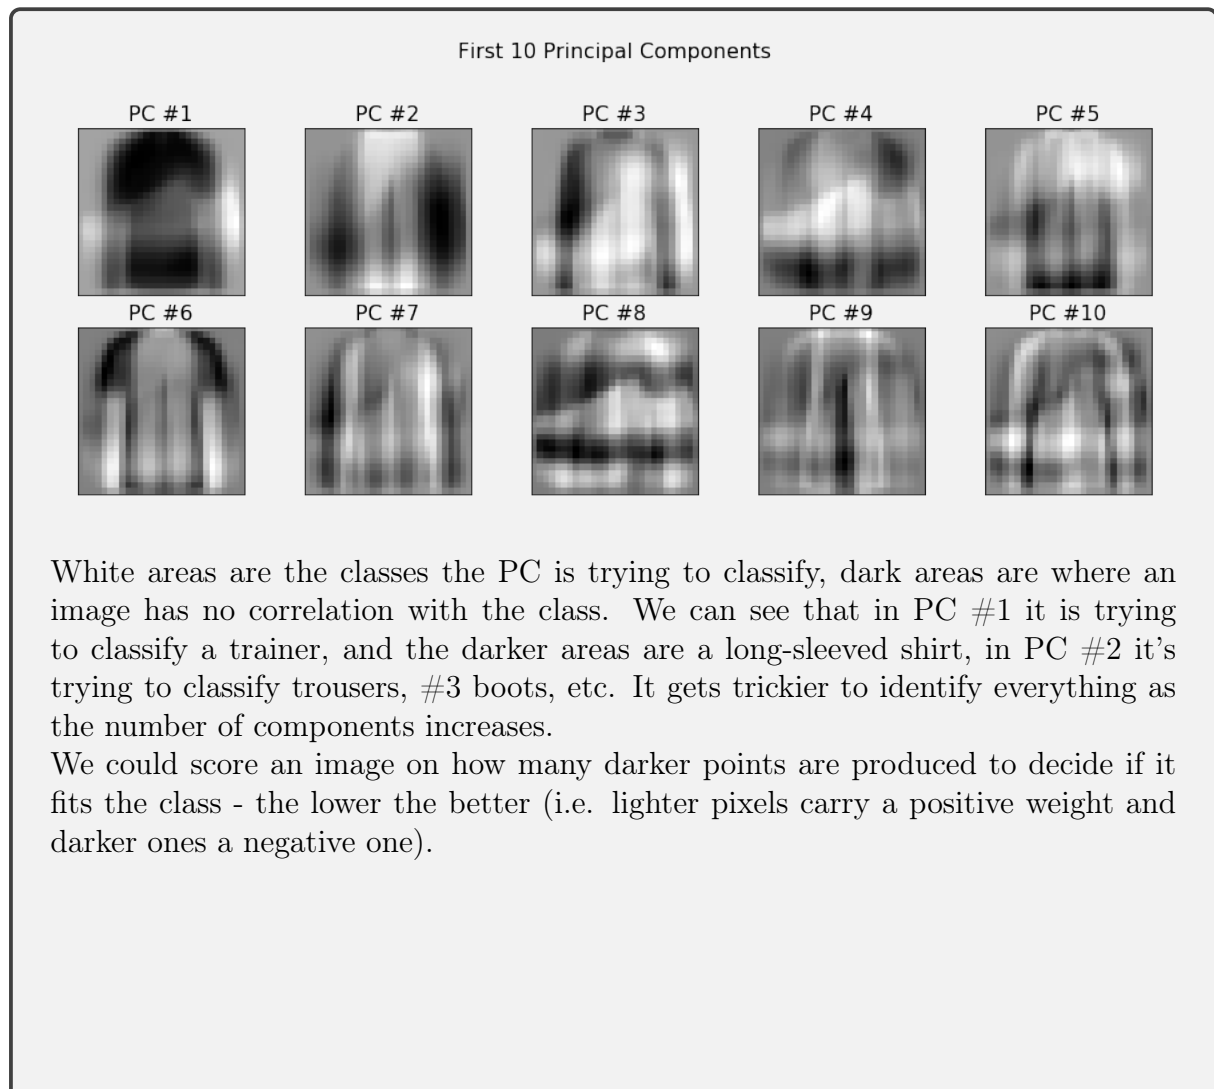 First 10 Principal Components
PC #1 PC #2 PC #3 PC #4 PC #5
PC #6 PC #7 PC #8 PC #9 PC #10
White areas are the classes the PC is trying to classify, dark areas are where an
image has no correlation with the class. We can see that in PC #1 it is trying
to classify a trainer, and the darker areas are a long-sleeved shirt, in PC #2 it's
trying to classify trousers, #3 boots, etc. It gets trickier to identify everything as
the number of components increases.
We could score an image on how many darker points are produced to decide if it
fits the class - the lower the better (i.e. lighter pixels carry a positive weight and
darker ones a negative one).